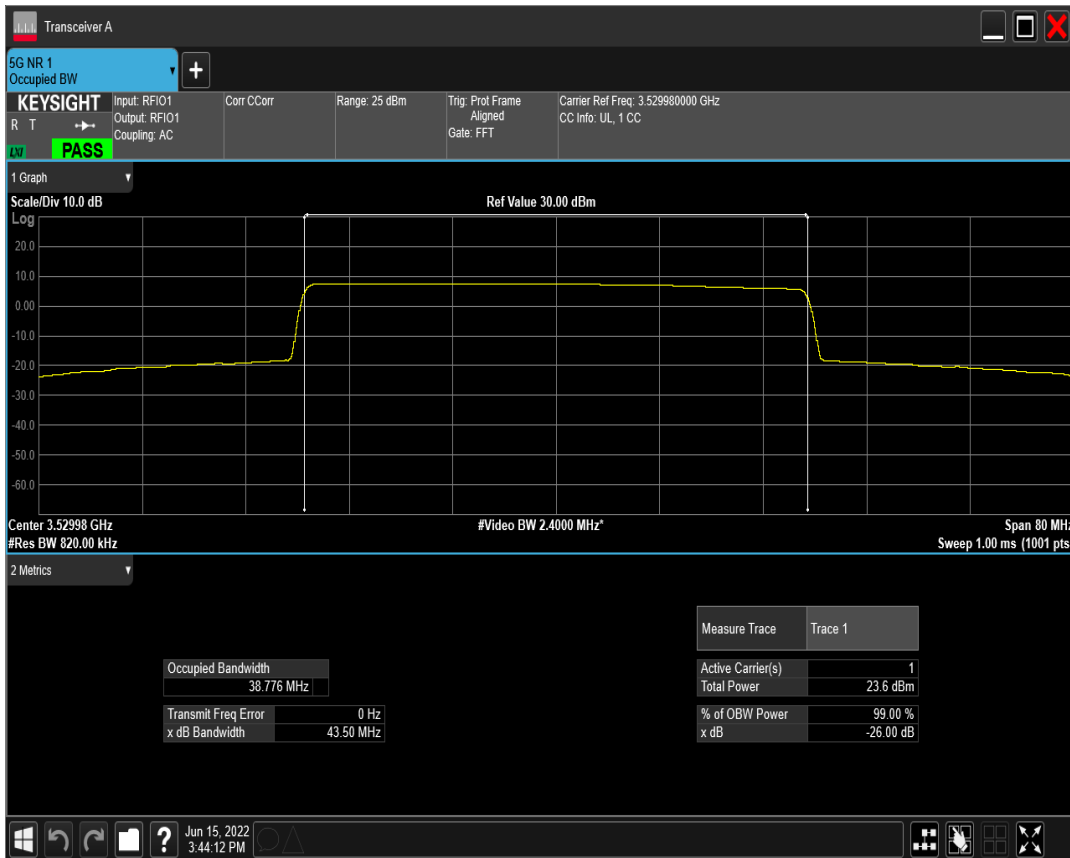 Transceiver A
5G NR 1
Occupied BW
+
KEYSIGHT
R T
LXI
PASS
Input: RFIO1
Output: RFIO1
Coupling: AC
Corr CCorr
Range: 25 dBm
Trig: Prot Frame
Aligned
Gate: FFT
Carrier Ref Freq: 3.529980000 GHz
CC Info: UL, 1 CC
1 Graph
Scale/Div 10.0 dB
Ref Value 30.00 dBm
Log
20.0
10.0
0.00
-10.0
-20.0
-30.0
-40.0
-50.0
-60.0
Center 3.52998 GHz
#Video BW 2.4000 MHz*
Span 80 MHz
#Res BW 820.00 kHz
Sweep 1.00 ms (1001 pts
2 Metrics
Measure Trace Trace 1
Occupied Bandwidth
38.776 MHz
Active Carrier(s) 1
Total Power 23.6 dBm
Transmit Freq Error 0 Hz
x dB Bandwidth 43.50 MHz
% of OBW Power 99.00 %
x dB -26.00 dB
?
Jun 15, 2022
3:44:12 PM